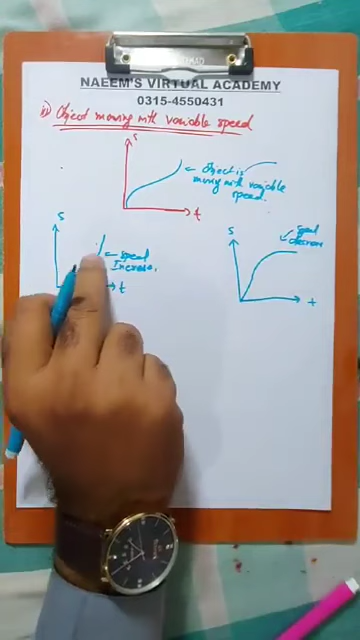 NAEEM'S VIRTUAL ACADEMY
0315-4550431
ii) Object moving with variable speed
S
← Object is
moving with variable
speed.
t
S
← speed
Increase.
t
S
speed
decrease
t